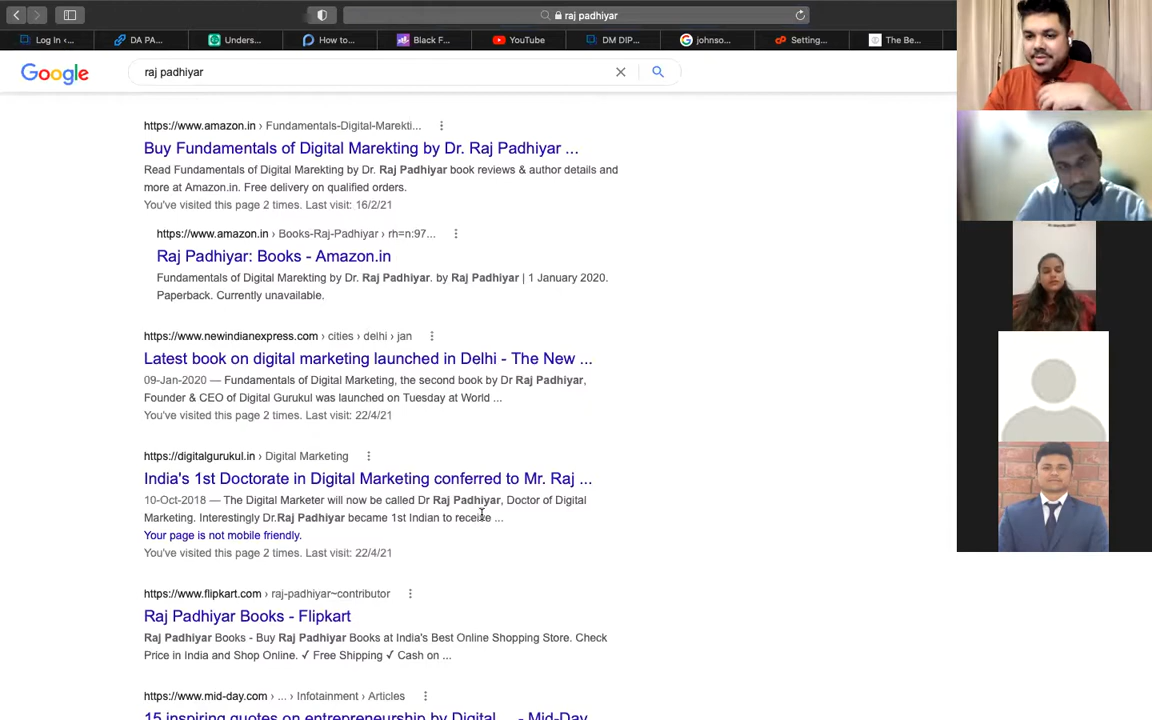 raj padhiyar
Log In ‹...
DA PA...
Unders...
How to...
Black F...
YouTube
DM DIP...
johnso...
Setting...
The Be...
Google
raj padhiyar
https://www.amazon.in › Fundamentals-Digital-Marekti...
Buy Fundamentals of Digital Marekting by Dr. Raj Padhiyar ...
Read Fundamentals of Digital Marekting by Dr. Raj Padhiyar book reviews & author details and
more at Amazon.in. Free delivery on qualified orders.
You've visited this page 2 times. Last visit: 16/2/21
https://www.amazon.in › Books-Raj-Padhiyar › rh=n:97...
Raj Padhiyar: Books - Amazon.in
Fundamentals of Digital Marekting by Dr. Raj Padhiyar. by Raj Padhiyar | 1 January 2020.
Paperback. Currently unavailable.
https://www.newindianexpress.com › cities › delhi › jan
Latest book on digital marketing launched in Delhi - The New ...
09-Jan-2020 — Fundamentals of Digital Marketing, the second book by Dr Raj Padhiyar,
Founder & CEO of Digital Gurukul was launched on Tuesday at World ...
You've visited this page 2 times. Last visit: 22/4/21
https://digitalgurukul.in › Digital Marketing
India's 1st Doctorate in Digital Marketing conferred to Mr. Raj ...
10-Oct-2018 — The Digital Marketer will now be called Dr Raj Padhiyar, Doctor of Digital
Marketing. Interestingly Dr.Raj Padhiyar became 1st Indian to receive ...
Your page is not mobile friendly.
You've visited this page 2 times. Last visit: 22/4/21
https://www.flipkart.com › raj-padhiyar~contributor
Raj Padhiyar Books - Flipkart
Raj Padhiyar Books - Buy Raj Padhiyar Books at India's Best Online Shopping Store. Check
Price in India and Shop Online. ✓ Free Shipping ✓ Cash on ...
https://www.mid-day.com › ... › Infotainment › Articles
15 inspiring quotes on entrepreneurship by Digital ... - Mid-Day